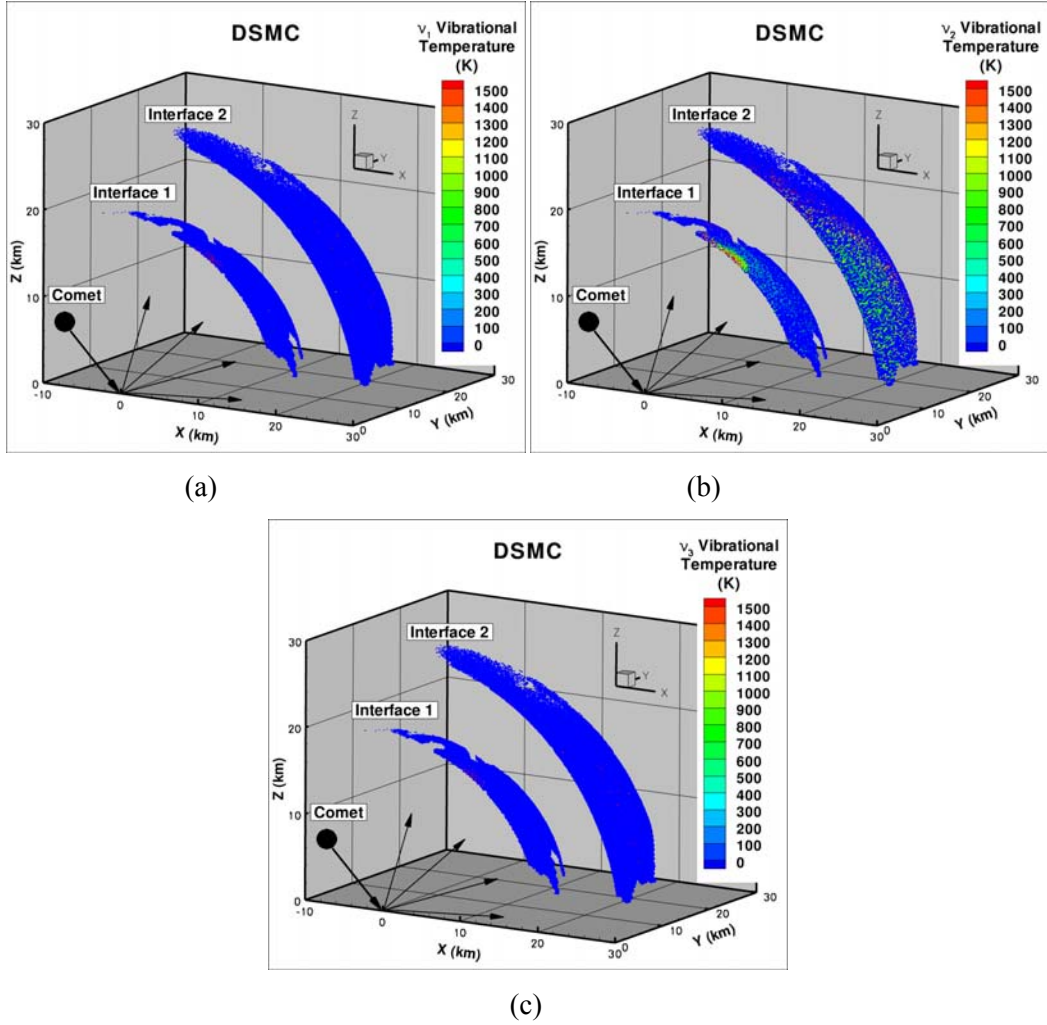 DSMC
ν1 Vibrational
Temperature
(K)
1500
1400
1300
1200
1100
1000
900
800
700
600
500
400
300
200
100
0
Interface 2
Interface 1
Comet
Z
Y
X
30
20
10
0
Z (km)
-10
0
10
20
30
X (km)
0
10
20
30
Y (km)
(a)
DSMC
ν2 Vibrational
Temperature
(K)
1500
1400
1300
1200
1100
1000
900
800
700
600
500
400
300
200
100
0
Interface 2
Interface 1
Comet
Z
Y
X
30
20
10
0
Z (km)
-10
0
10
20
30
X (km)
0
10
20
30
Y (km)
(b)
DSMC
ν3 Vibrational
Temperature
(K)
1500
1400
1300
1200
1100
1000
900
800
700
600
500
400
300
200
100
0
Interface 2
Interface 1
Comet
Z
Y
X
30
20
10
0
Z (km)
-10
0
10
20
30
X (km)
0
10
20
30
Y (km)
(c)